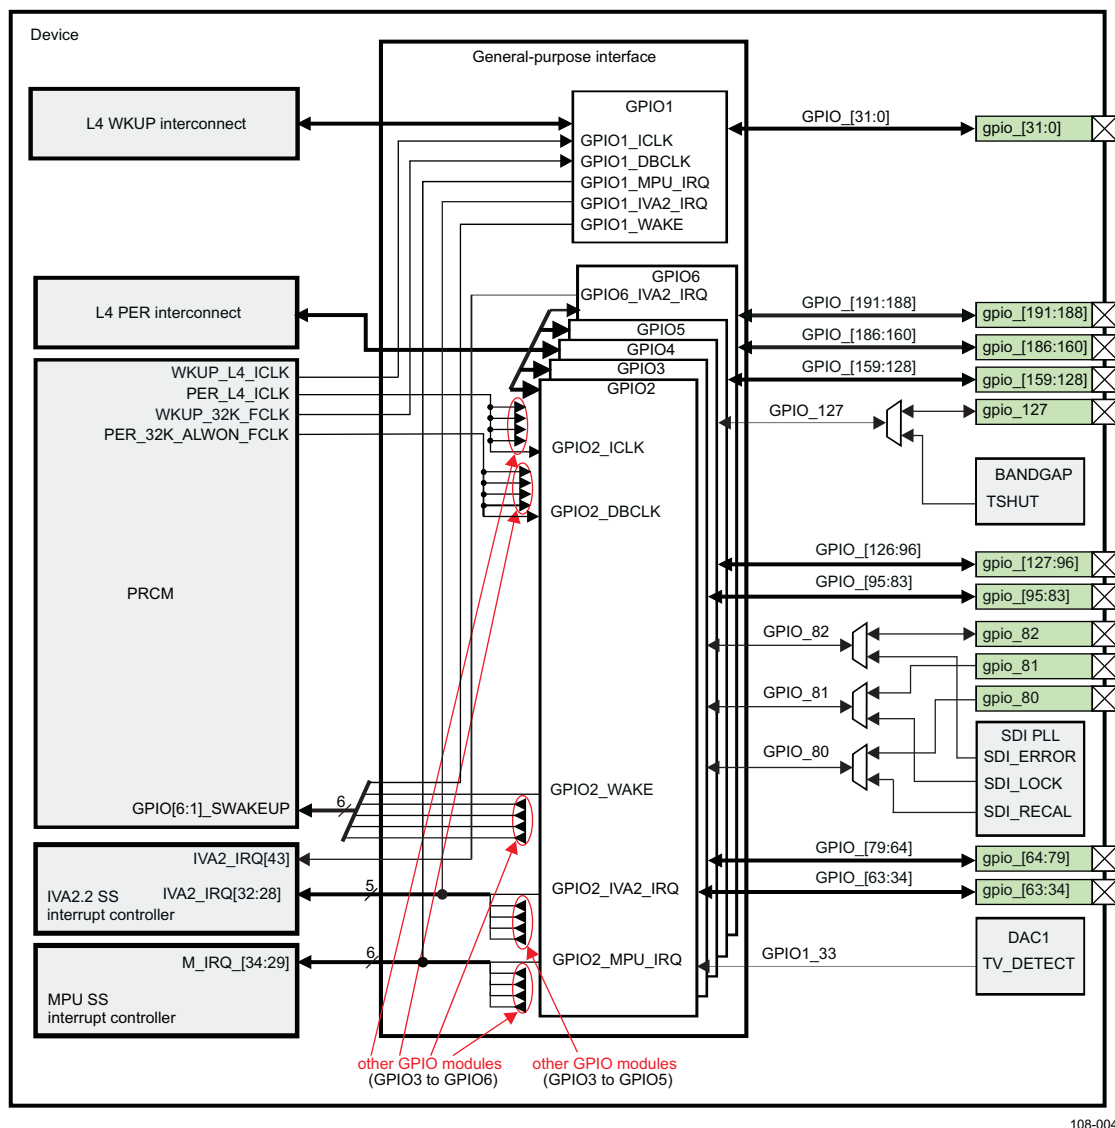 Device
General-purpose interface
L4 WKUP interconnect
GPIO1
GPIO1_ICLK
GPIO1_DBCLK
GPIO1_MPU_IRQ
GPIO1_IVA2_IRQ
GPIO1_WAKE
GPIO_[31:0]
gpio_[31:0]
L4 PER interconnect
GPIO6
GPIO6_IVA2_IRQ
GPIO5
GPIO4
GPIO3
GPIO2
GPIO_[191:188]
gpio_[191:188]
GPIO_[186:160]
gpio_[186:160]
GPIO_[159:128]
gpio_[159:128]
GPIO_127
gpio_127
WKUP_L4_ICLK
PER_L4_ICLK
WKUP_32K_FCLK
PER_32K_ALWON_FCLK
GPIO2_ICLK
BANDGAP
TSHUT
GPIO2_DBCLK
GPIO_[126:96]
gpio_[127:96]
GPIO_[95:83]
gpio_[95:83]
PRCM
GPIO_82
gpio_82
gpio_81
GPIO_81
gpio_80
GPIO_80
SDI PLL
SDI_ERROR
SDI_LOCK
SDI_RECAL
GPIO2_WAKE
GPIO[6:1]_SWAKEUP
6
GPIO_[79:64]
gpio_[64:79]
IVA2_IRQ[43]
IVA2_IRQ[32:28]
5
IVA2.2 SS
interrupt controller
GPIO2_IVA2_IRQ
GPIO_[63:34]
gpio_[63:34]
M_IRQ_[34:29]
6
MPU SS
interrupt controller
GPIO2_MPU_IRQ
GPIO1_33
DAC1
TV_DETECT
other GPIO modules
(GPIO3 to GPIO6)
other GPIO modules
(GPIO3 to GPIO5)
108-004